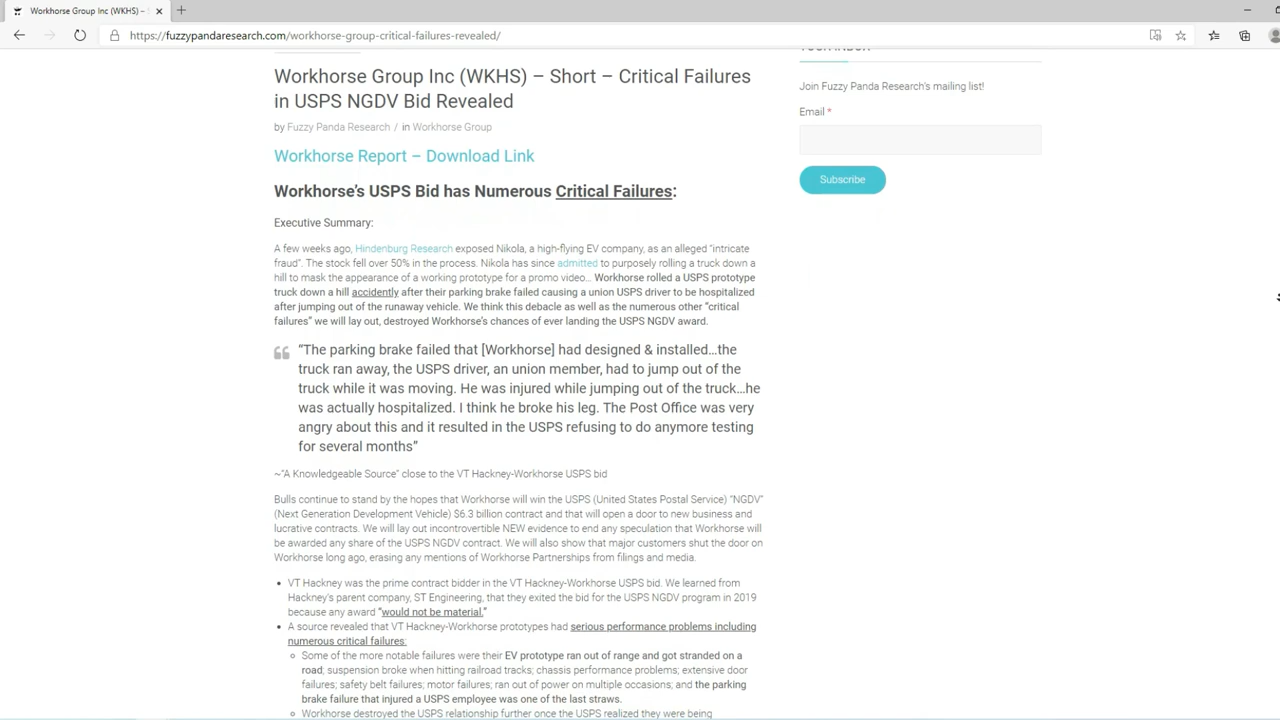 Workhorse Group Inc (WKHS) –
https://fuzzypandaresearch.com/workhorse-group-critical-failures-revealed/
Workhorse Group Inc (WKHS) – Short – Critical Failures
in USPS NGDV Bid Revealed
by Fuzzy Panda Research / in Workhorse Group
Workhorse Report – Download Link
Workhorse’s USPS Bid has Numerous Critical Failures:
Executive Summary:
A few weeks ago, Hindenburg Research exposed Nikola, a high-flying EV company, as an alleged “intricate
fraud”. The stock fell over 50% in the process. Nikola has since admitted to purposely rolling a truck down a
hill to mask the appearance of a working prototype for a promo video… Workhorse rolled a USPS prototype
truck down a hill accidently after their parking brake failed causing a union USPS driver to be hospitalized
after jumping out of the runaway vehicle. We think this debacle as well as the numerous other “critical
failures” we will lay out, destroyed Workhorse’s chances of ever landing the USPS NGDV award.
“The parking brake failed that [Workhorse] had designed & installed…the
truck ran away, the USPS driver, an union member, had to jump out of the
truck while it was moving. He was injured while jumping out of the truck…he
was actually hospitalized. I think he broke his leg. The Post Office was very
angry about this and it resulted in the USPS refusing to do anymore testing
for several months”
~“A Knowledgeable Source” close to the VT Hackney-Workhorse USPS bid
Bulls continue to stand by the hopes that Workhorse will win the USPS (United States Postal Service) “NGDV”
(Next Generation Development Vehicle) $6.3 billion contract and that will open a door to new business and
lucrative contracts. We will lay out incontrovertible NEW evidence to end any speculation that Workhorse will
be awarded any share of the USPS NGDV contract. We will also show that major customers shut the door on
Workhorse long ago, erasing any mentions of Workhorse Partnerships from filings and media.
• VT Hackney was the prime contract bidder in the VT Hackney-Workhorse USPS bid. We learned from
Hackney’s parent company, ST Engineering, that they exited the bid for the USPS NGDV program in 2019
because any award “would not be material.”
• A source revealed that VT Hackney-Workhorse prototypes had serious performance problems including
numerous critical failures:
○ Some of the more notable failures were their EV prototype ran out of range and got stranded on a
road; suspension broke when hitting railroad tracks; chassis performance problems; extensive door
failures; safety belt failures; motor failures; ran out of power on multiple occasions; and the parking
brake failure that injured a USPS employee was one of the last straws.
○ Workhorse destroyed the USPS relationship further once the USPS realized they were being
Join Fuzzy Panda Research's mailing list!
Email *
Subscribe